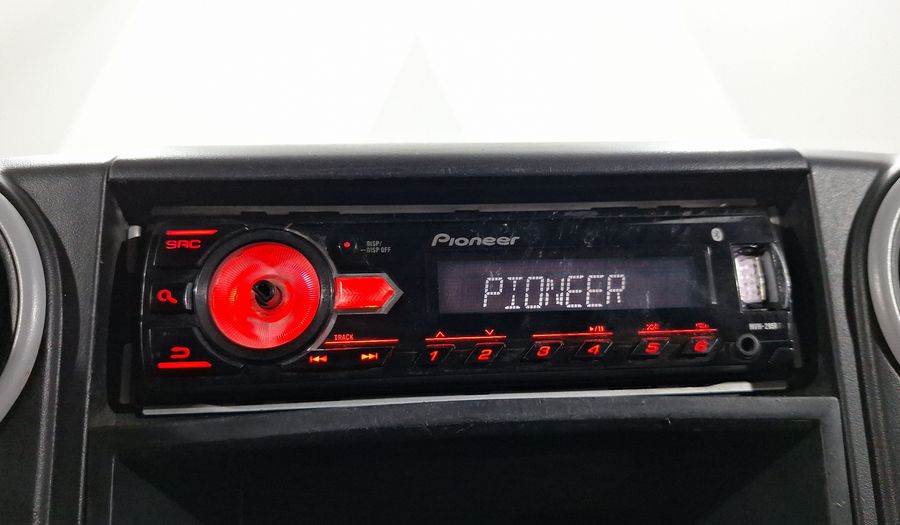 SRC
DISP/
DISP OFF
Pioneer
PIONEER
TRACK
1 2 3 4 5 6